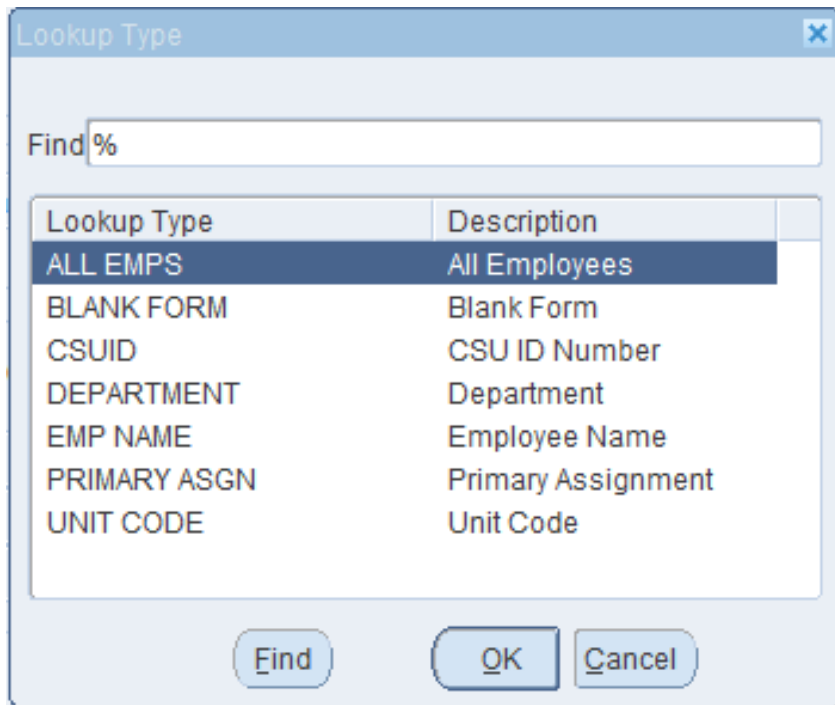 Lookup Type
Find %
Lookup Type Description
ALL EMPS All Employees
BLANK FORM Blank Form
CSUID CSU ID Number
DEPARTMENT Department
EMP NAME Employee Name
PRIMARY ASGN Primary Assignment
UNIT CODE Unit Code
Find OK Cancel